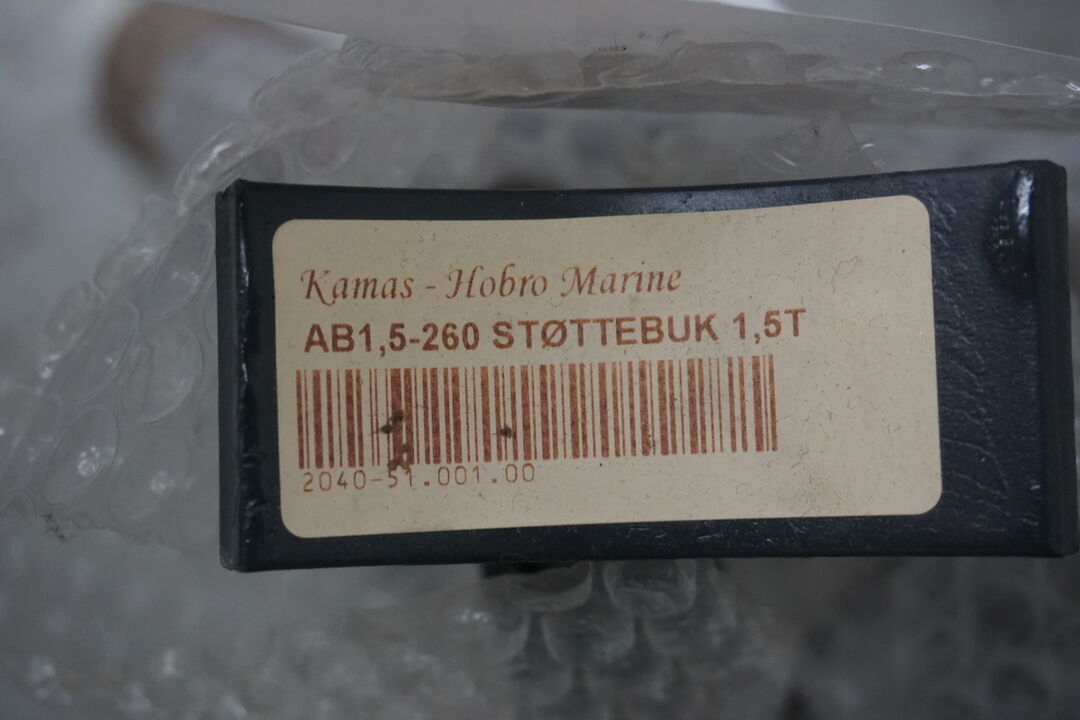 Kamas - Hobro Marine
AB1,5-260 STØTTEBUK 1,5T
2040-51.001.00